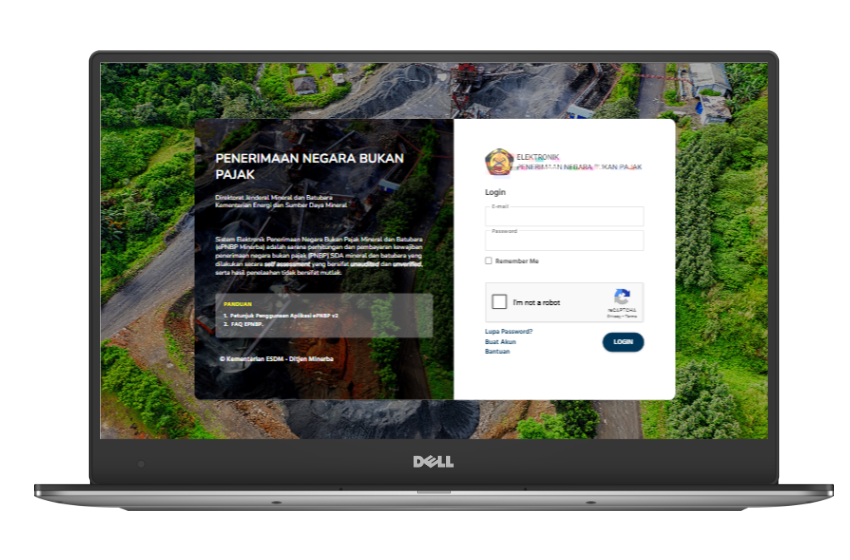 PENERIMAAN NEGARA BUKAN
PAJAK
Direktorat Jenderal Mineral dan Batubara
Kementerian Energi dan Sumber Daya Mineral
Sistem Elektronik Penerimaan Negara Bukan Pajak Mineral dan Batubara
(ePNBP Minerba) adalah sarana perhitungan dan pembayaran kewajiban
penerimaan negara bukan pajak (PNBP) SDA mineral dan batubara yang
dilakukan secara self assessment yang bersifat unaudited dan unverified,
serta hasil penelaahan tidak bersifat mutlak.
PANDUAN
1. Petunjuk Penggunaan Aplikasi ePNBP v2.
2. FAQ EPNBP.
© Kementerian ESDM - Ditjen Minerba
ELEKTRONIK
PENERIMAAN NEGARA BUKAN PAJAK
Login
E-mail
Password
Remember Me
I'm not a robot
reCAPTCHA
Privacy - Terms
Lupa Password?
Buat Akun
Bantuan
LOGIN
DELL